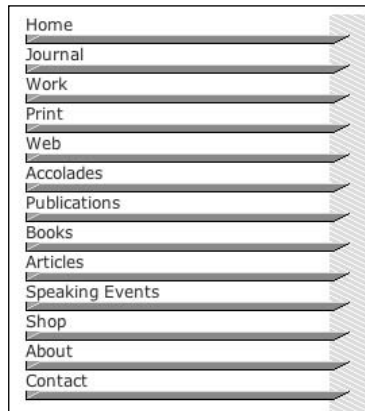 Home
Journal
Work
Print
Web
Accolades
Publications
Books
Articles
Speaking Events
Shop
About
Contact